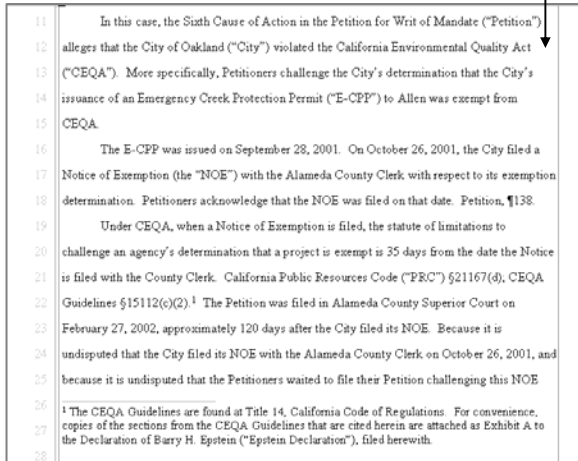 11 In this case, the Sixth Cause of Action in the Petition for Writ of Mandate (“Petition”)
12 alleges that the City of Oakland (“City”) violated the California Environmental Quality Act
13 (“CEQA”). More specifically, Petitioners challenge the City’s determination that the City’s
14 issuance of an Emergency Creek Protection Permit (“E-CPP”) to Allen was exempt from
15 CEQA.
16 The E-CPP was issued on September 28, 2001. On October 26, 2001, the City filed a
17 Notice of Exemption (the “NOE”) with the Alameda County Clerk with respect to its exemption
18 determination. Petitioners acknowledge that the NOE was filed on that date. Petition, ¶138.
19 Under CEQA, when a Notice of Exemption is filed, the statute of limitations to
20 challenge an agency’s determination that a project is exempt is 35 days from the date the Notice
21 is filed with the County Clerk. California Public Resources Code (“PRC”) §21167(d), CEQA
22 Guidelines §15112(c)(2).¹ The Petition was filed in Alameda County Superior Court on
23 February 27, 2002, approximately 120 days after the City filed its NOE. Because it is
24 undisputed that the City filed its NOE with the Alameda County Clerk on October 26, 2001, and
25 because it is undisputed that the Petitioners waited to file their Petition challenging this NOE
26 ¹ The CEQA Guidelines are found at Title 14, California Code of Regulations. For convenience,
27 copies of the sections from the CEQA Guidelines that are cited herein are attached as Exhibit A to
the Declaration of Barry H. Epstein (“Epstein Declaration”), filed herewith.
28